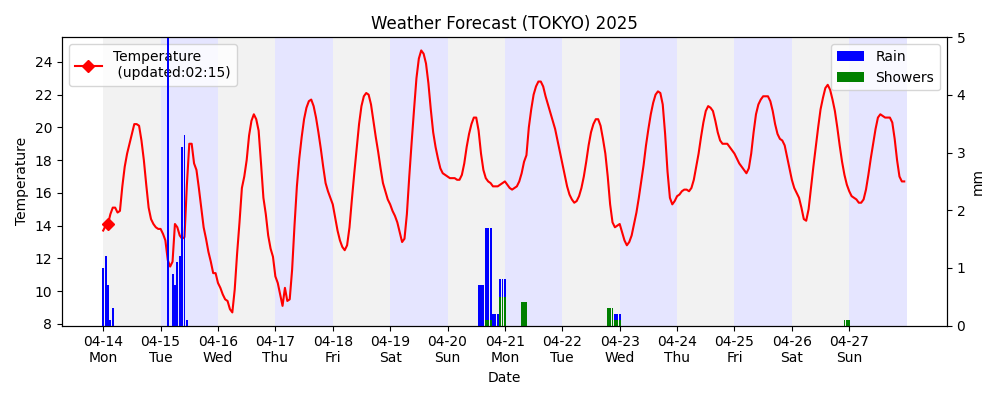 Weather Forecast (TOKYO) 2025
Temperature
(updated:02:15)
Rain
Showers
Temperature
24
22
20
18
16
14
12
10
8
5
4
3
2
1
0
mm
04-14 04-15 04-16 04-17 04-18 04-19 04-20 04-21 04-22 04-23 04-24 04-25 04-26 04-27
Mon Tue Wed Thu Fri Sat Sun Mon Tue Wed Thu Fri Sat Sun
Date